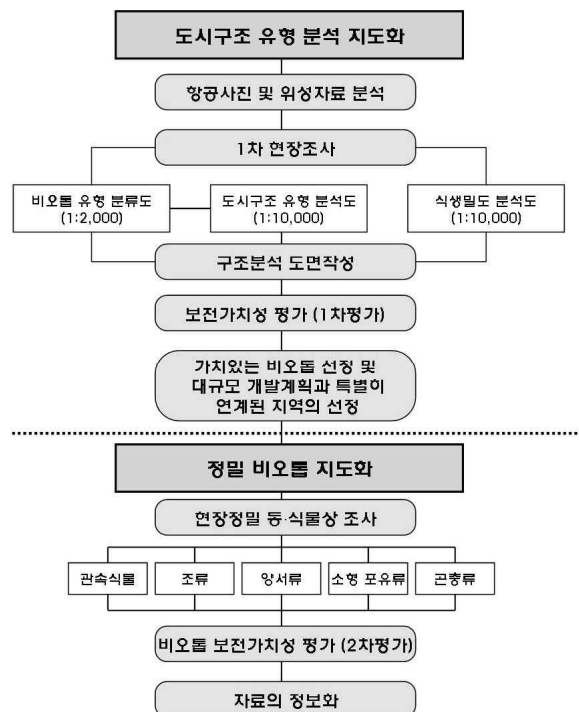 도시구조 유형 분석 지도화
항공사진 및 위성자료 분석
1차 현장조사
비오톱 유형 분류도
(1:2,000)
도시구조 유형 분석도
(1:10,000)
식생밀도 분석도
(1:10,000)
구조분석 도면작성
보전가치성 평가 (1차평가)
가치있는 비오톱 선정 및
대규모 개발계획과 특별히
연계된 지역의 선정
정밀 비오톱 지도화
현장정밀 동·식물상 조사
관속식물
조류
양서류
소형 포유류
곤충류
비오톱 보전가치성 평가 (2차평가)
자료의 정보화